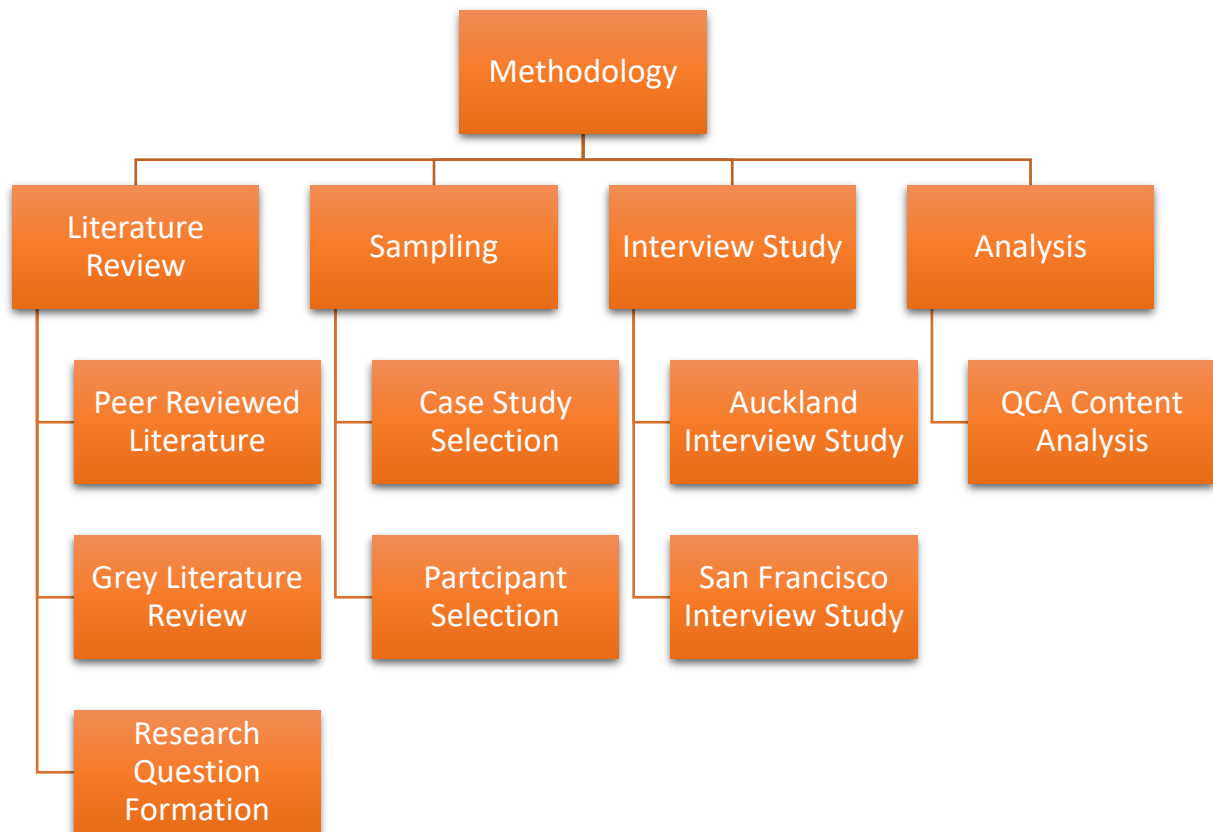 Methodology
Literature
Review
Sampling
Interview Study
Analysis
Peer Reviewed
Literature
Case Study
Selection
Auckland
Interview Study
QCA Content
Analysis
Grey Literature
Review
Partcipant
Selection
San Francisco
Interview Study
Research
Question
Formation